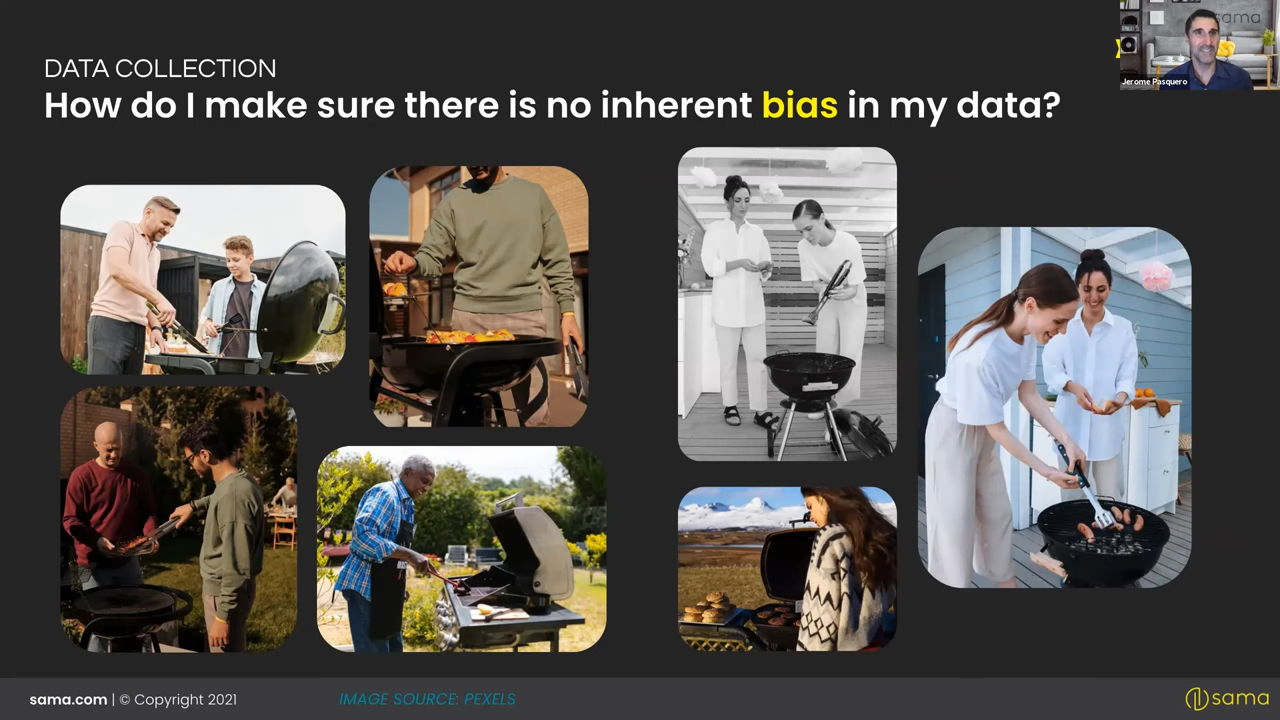 DATA COLLECTION
How do I make sure there is no inherent bias in my data?
sama
Jerome Pasquero
sama.com | © Copyright 2021
IMAGE SOURCE: PEXELS
sama